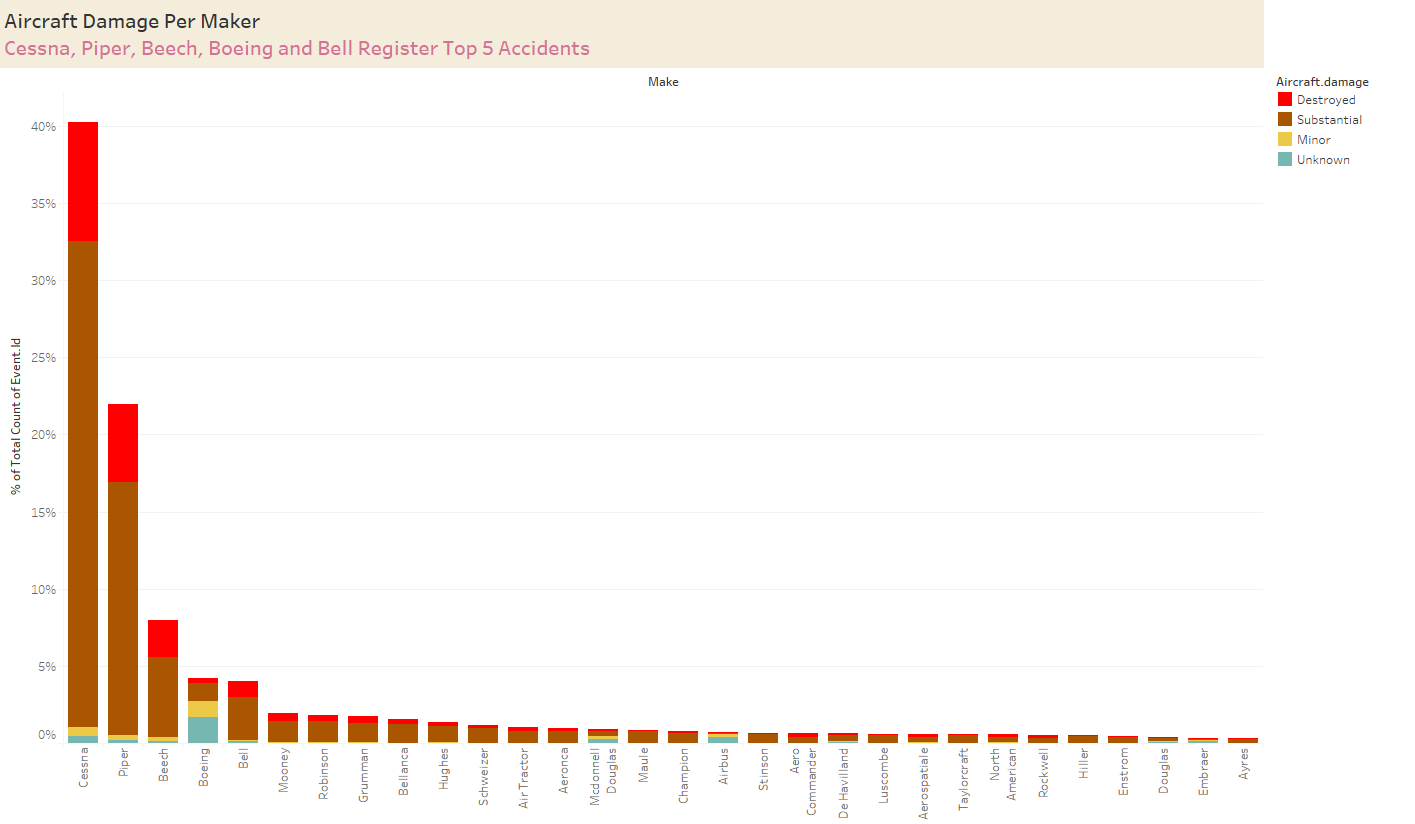 Aircraft Damage Per Maker
Cessna, Piper, Beech, Boeing and Bell Register Top 5 Accidents
Make
Aircraft.damage
Destroyed
Substantial
Minor
Unknown
% of Total Count of Event.Id
40%
35%
30%
25%
20%
15%
10%
5%
0%
Cessna
Piper
Beech
Boeing
Bell
Mooney
Robinson
Grumman
Bellanca
Hughes
Schweizer
Air Tractor
Aeronca
Mcdonnell
Douglas
Maule
Champion
Airbus
Stinson
Aero
Commander
De Havilland
Luscombe
Aerospatiale
Taylorcraft
North
American
Rockwell
Hiller
Enstrom
Douglas
Embraer
Ayres